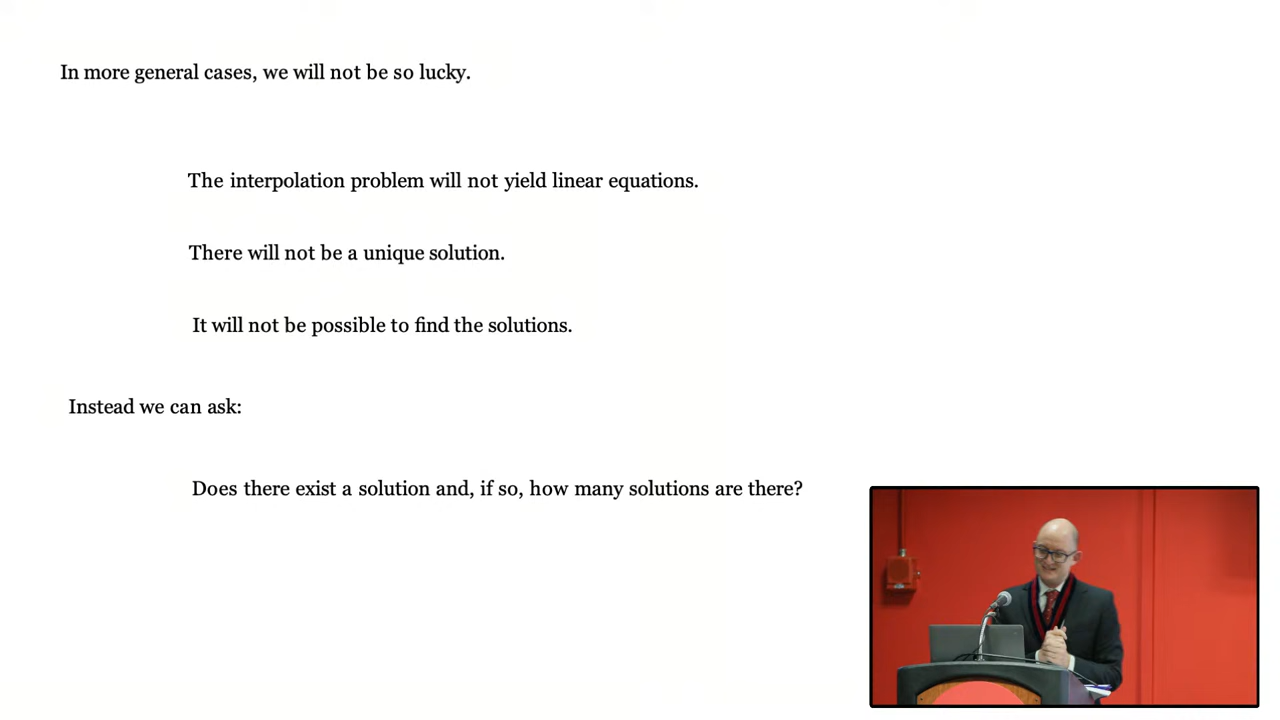 In more general cases, we will not be so lucky.
The interpolation problem will not yield linear equations.
There will not be a unique solution.
It will not be possible to find the solutions.
Instead we can ask:
Does there exist a solution and, if so, how many solutions are there?